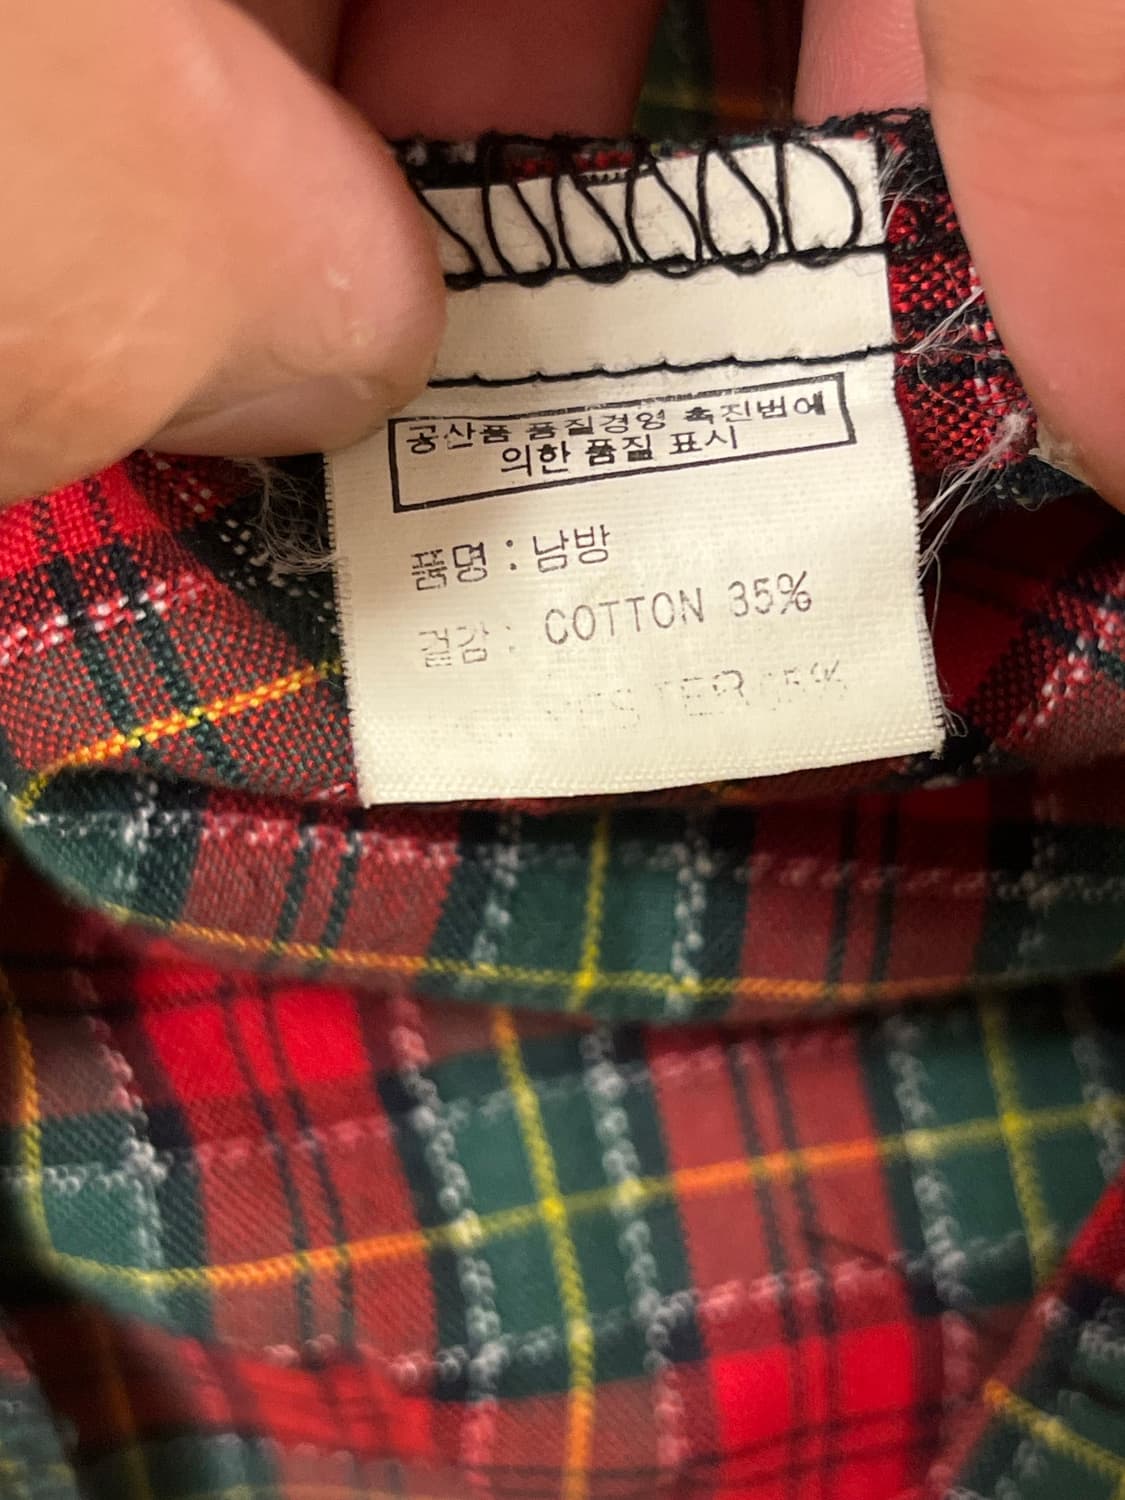 공산품 품질경영 촉진법에
의한 품질 표시
품명 : 남방
겉감 : COTTON 35%